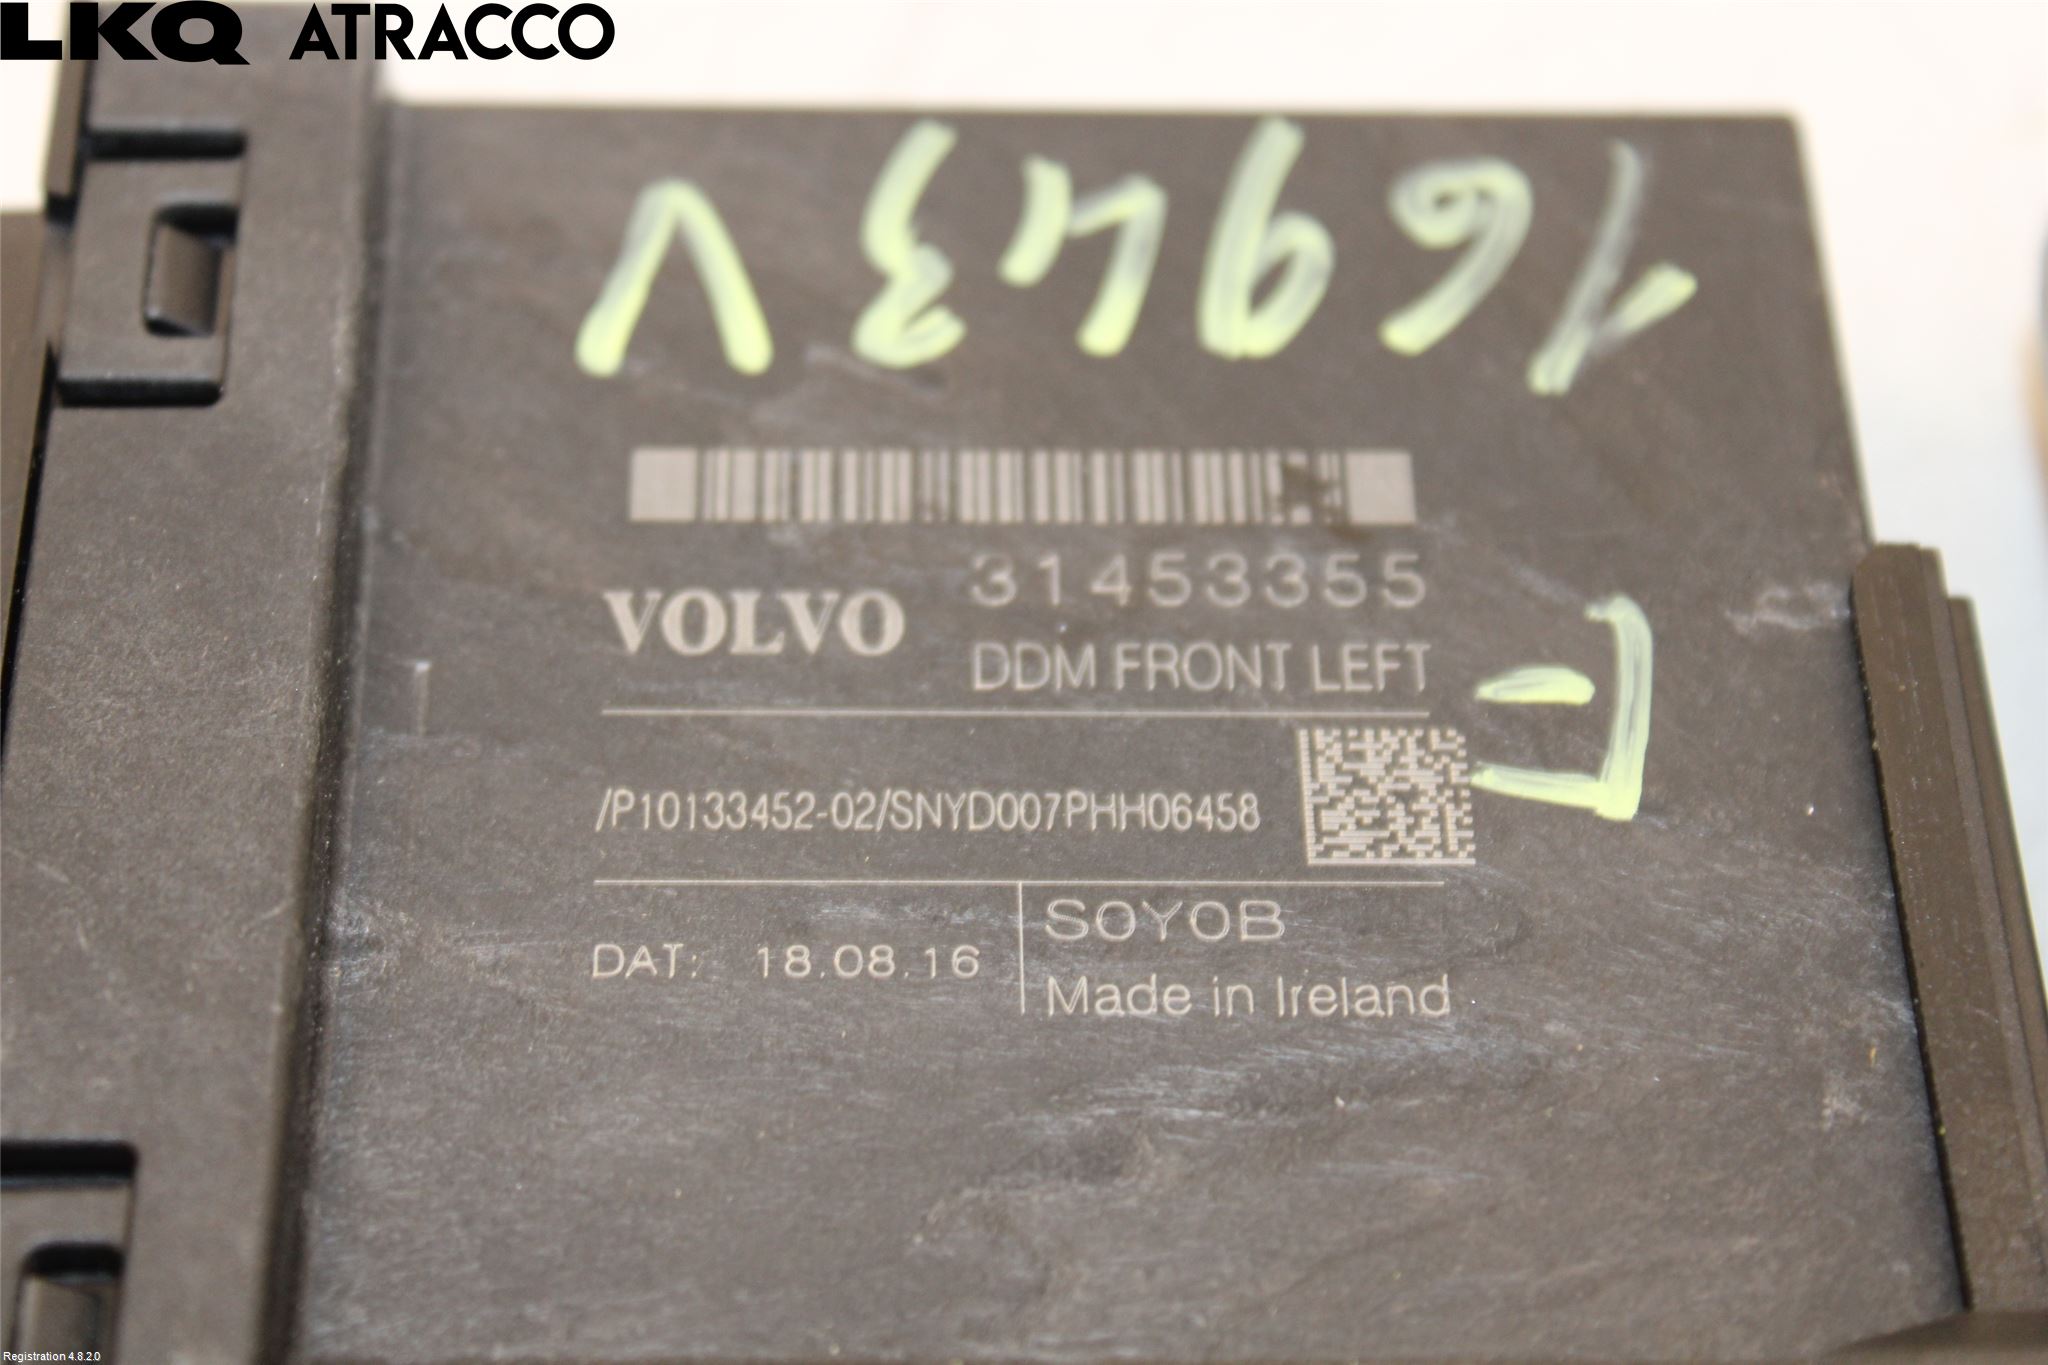 LKQ ATRACCO
16943 V
31453355
VOLVO
DDM FRONT LEFT
F
/P10133452-02/SNYD007PHH06458
SOYOB
DAT: 18.08.16
Made in Ireland
Registration 4.8.2.0